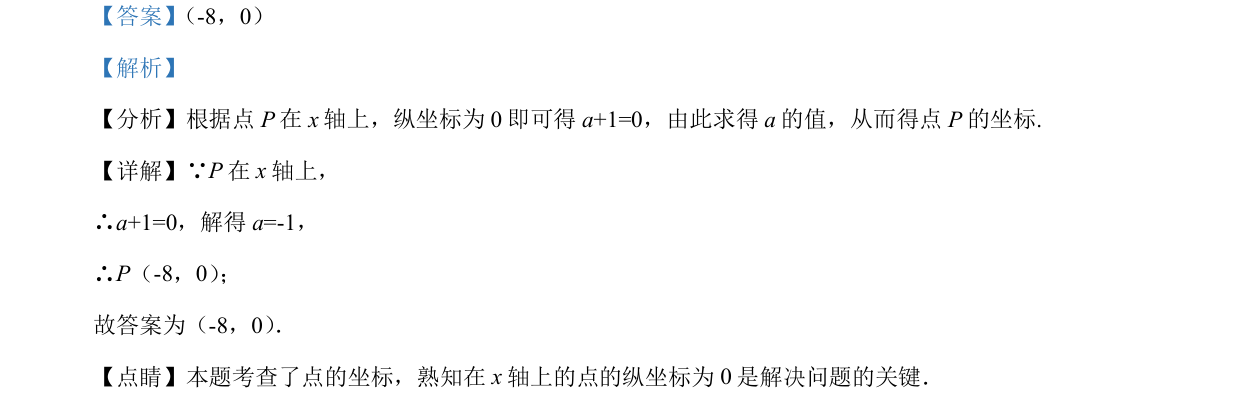 【答案】（-8，0）
【解析】
【分析】根据点 P 在 x 轴上，纵坐标为 0 即可得 a+1=0，由此求得 a 的值，从而得点 P 的坐标.
【详解】∵P 在 x 轴上，
∴a+1=0，解得 a=-1，
∴P（-8，0）；
故答案为（-8，0）．
【点睛】本题考查了点的坐标，熟知在 x 轴上的点的纵坐标为 0 是解决问题的关键．